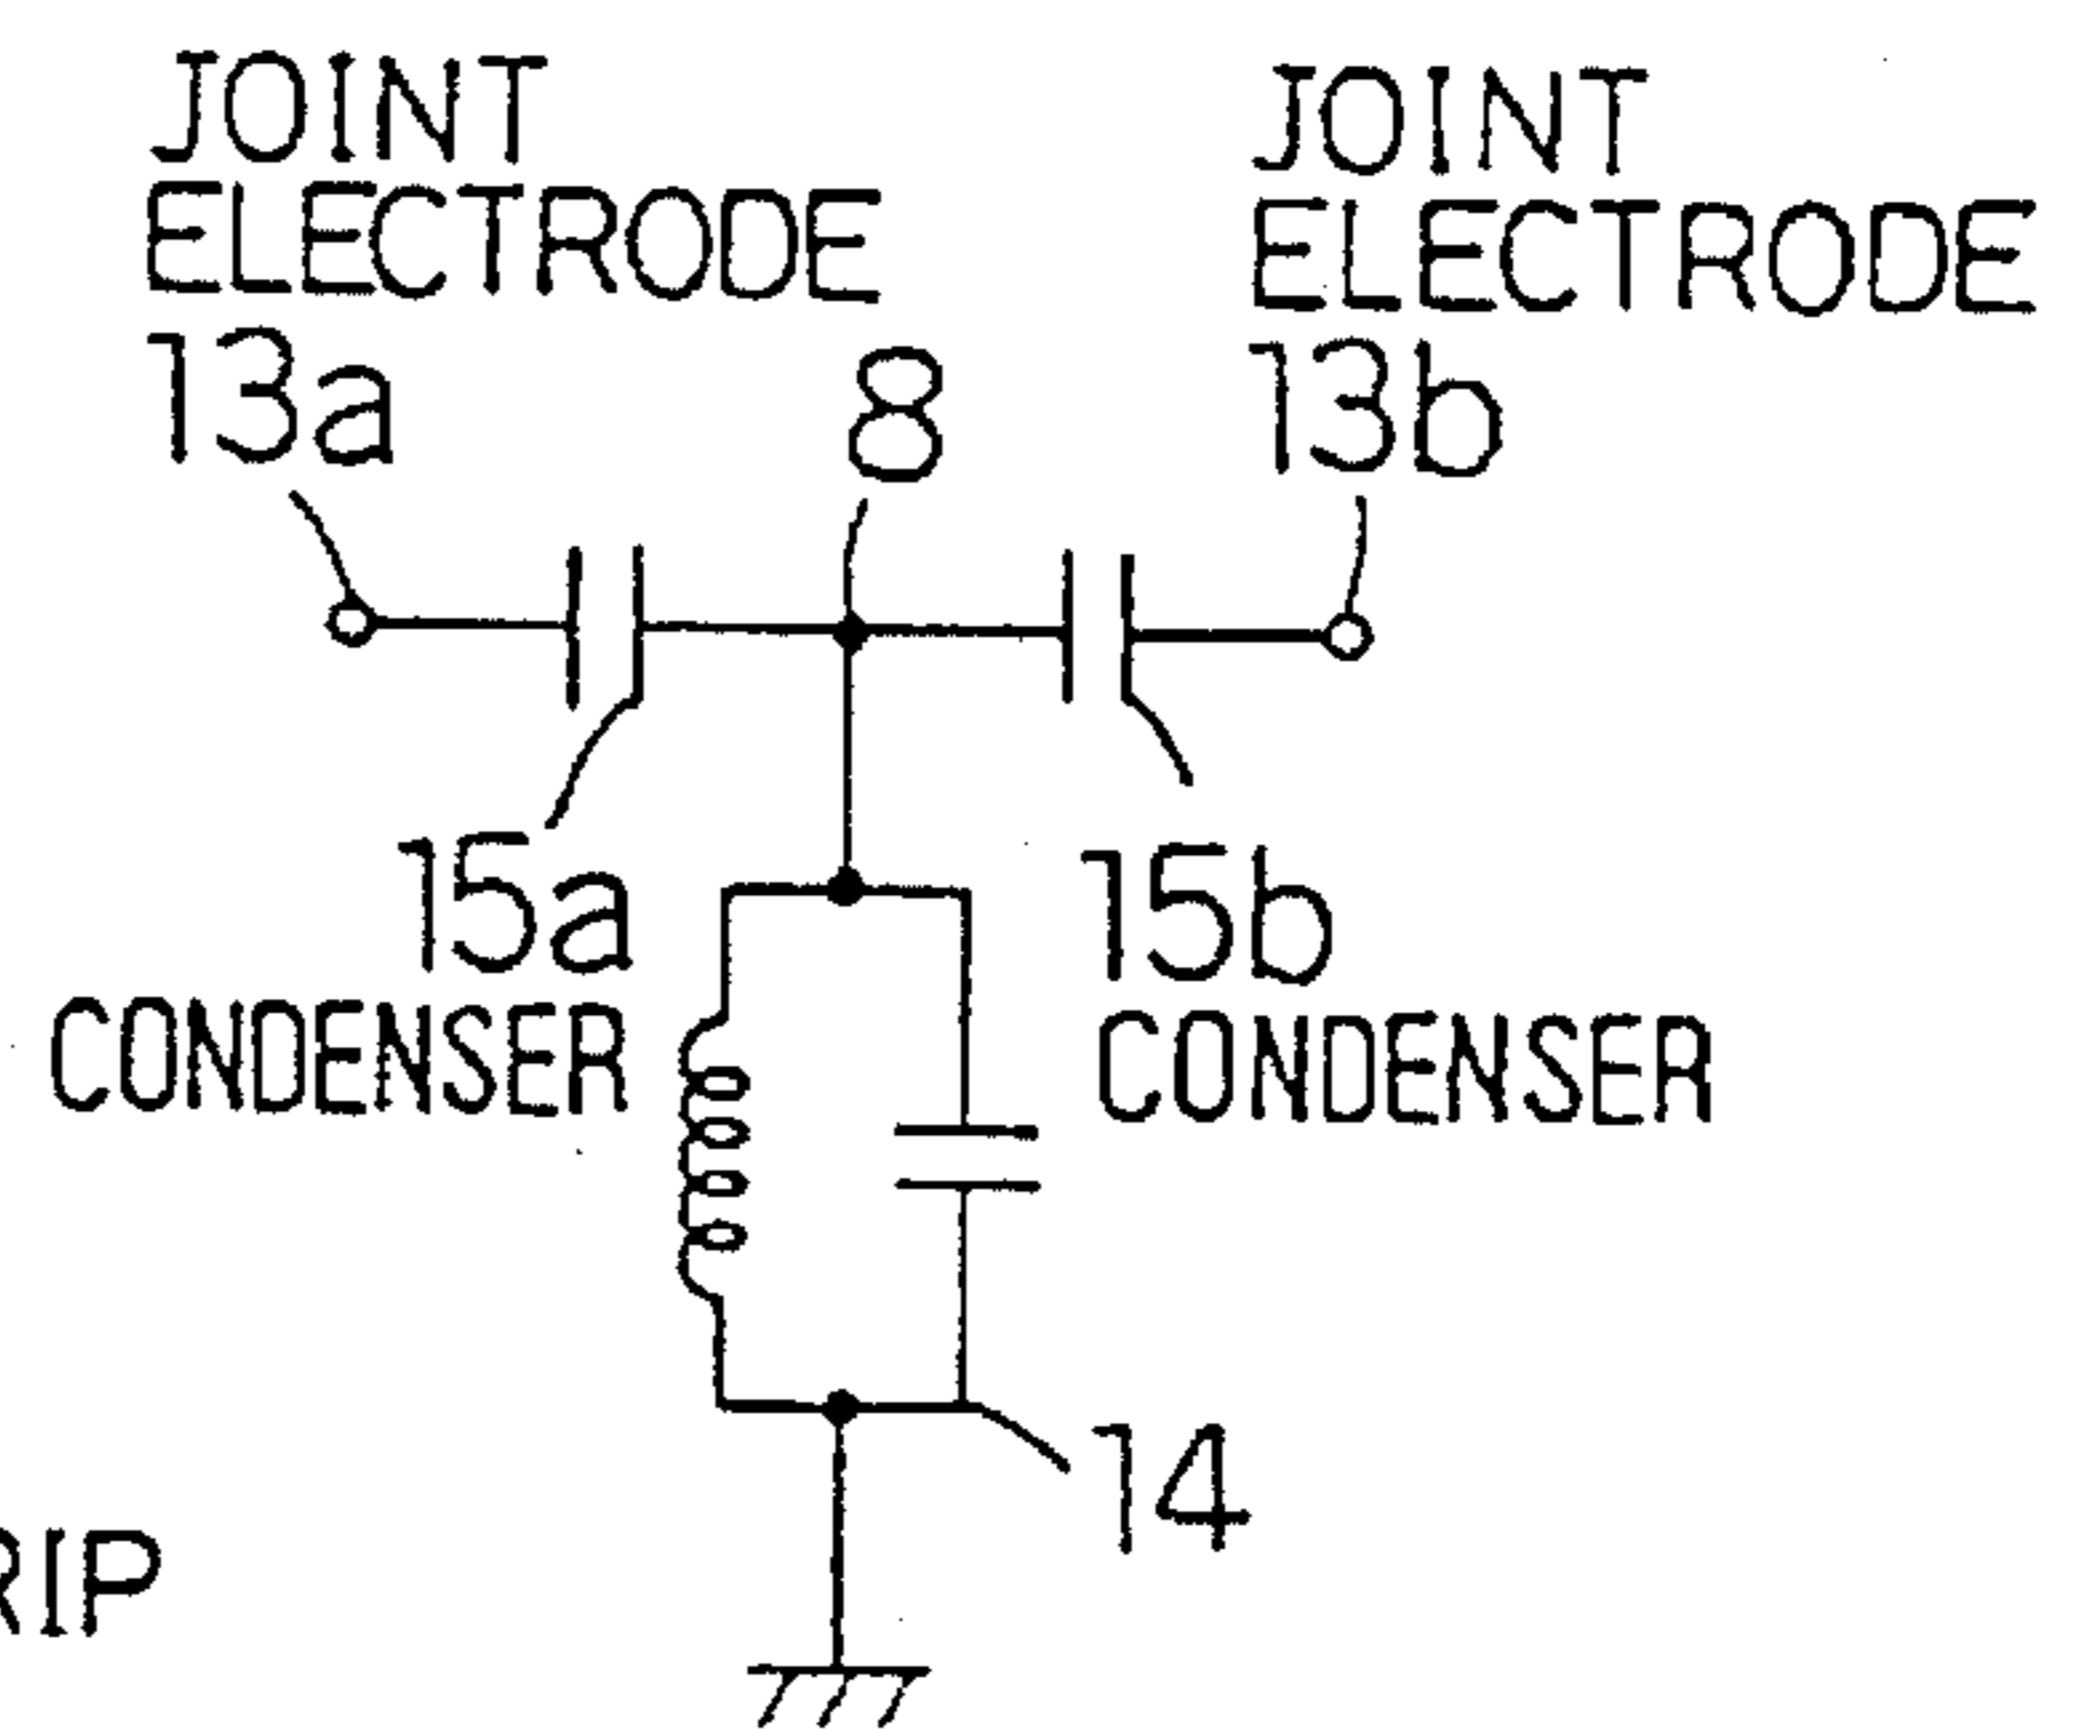 JOINT
ELECTRODE
13a
8
JOINT
ELECTRODE
13b
15a
CONDENSER
15b
CONDENSER
14
RIP